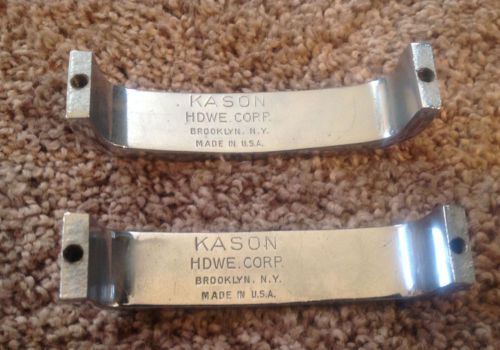 KASON
HDWE. CORP.
BROOKLYN. N.Y.
MADE IN U.S.A.
KASON
HDWE. CORP.
BROOKLYN. N.Y.
MADE IN U.S.A.